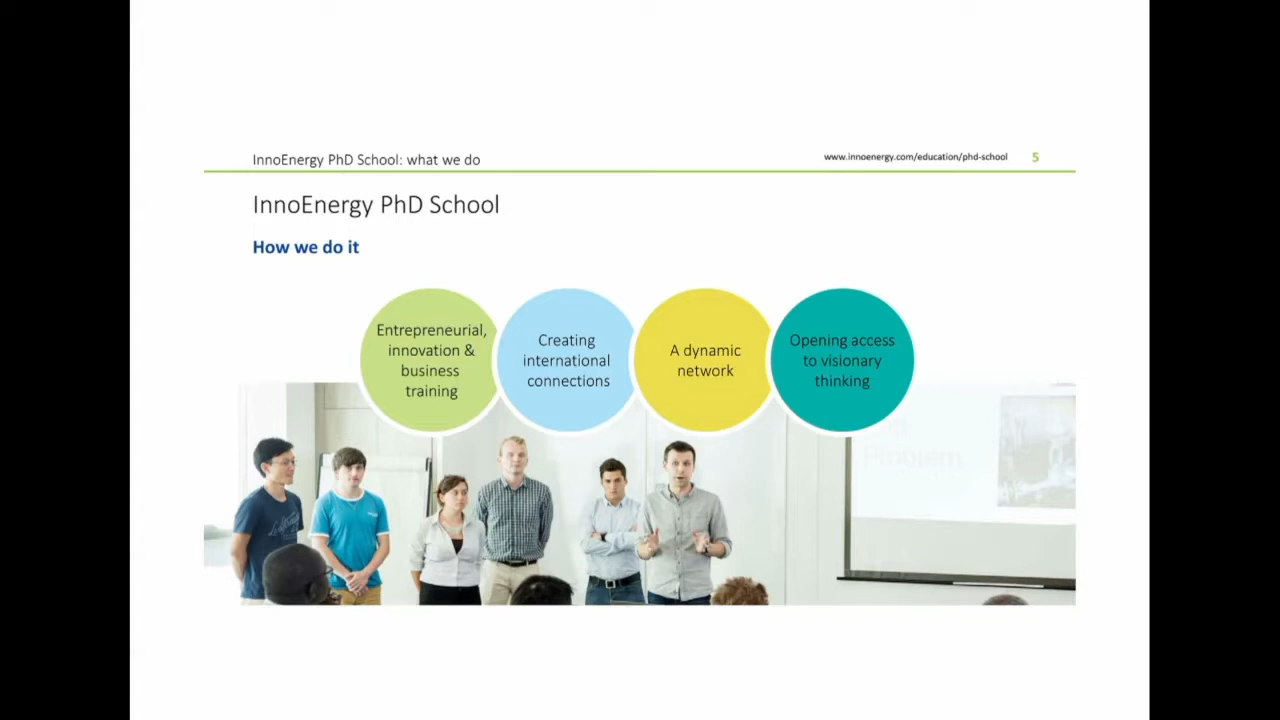 InnoEnergy PhD School: what we do
www.innoenergy.com/education/phd-school 5
InnoEnergy PhD School
How we do it
Entrepreneurial,
innovation &
business
training
Creating
international
connections
A dynamic
network
Opening access
to visionary
thinking
Problem